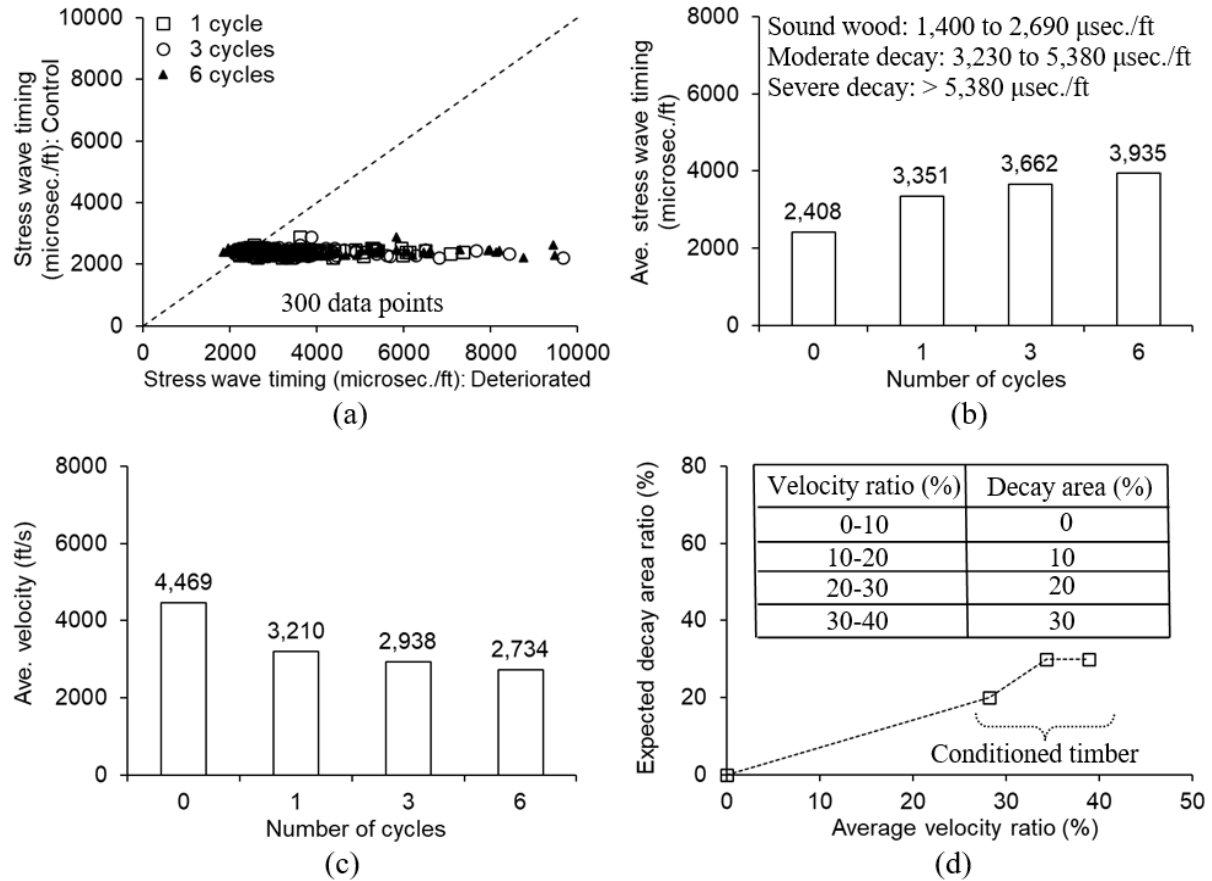 10000
8000
6000
4000
2000
0
Stress wave timing
(microsec./ft): Control
1 cycle
3 cycles
6 cycles
300 data points
0 2000 4000 6000 8000 10000
Stress wave timing (microsec./ft): Deteriorated
(a)
8000
6000
4000
2000
0
Ave. stress wave timing
(microsec./ft)
Sound wood: 1,400 to 2,690 μsec./ft
Moderate decay: 3,230 to 5,380 μsec./ft
Severe decay: > 5,380 μsec./ft
2,408 3,351 3,662 3,935
0 1 3 6
Number of cycles
(b)
8000
6000
4000
2000
0
Ave. velocity (ft/s)
4,469 3,210 2,938 2,734
0 1 3 6
Number of cycles
(c)
80
60
40
20
0
Expected decay area ratio (%)
Velocity ratio (%) Decay area (%)
0-10 0
10-20 10
20-30 20
30-40 30
Conditioned timber
0 10 20 30 40 50
Average velocity ratio (%)
(d)